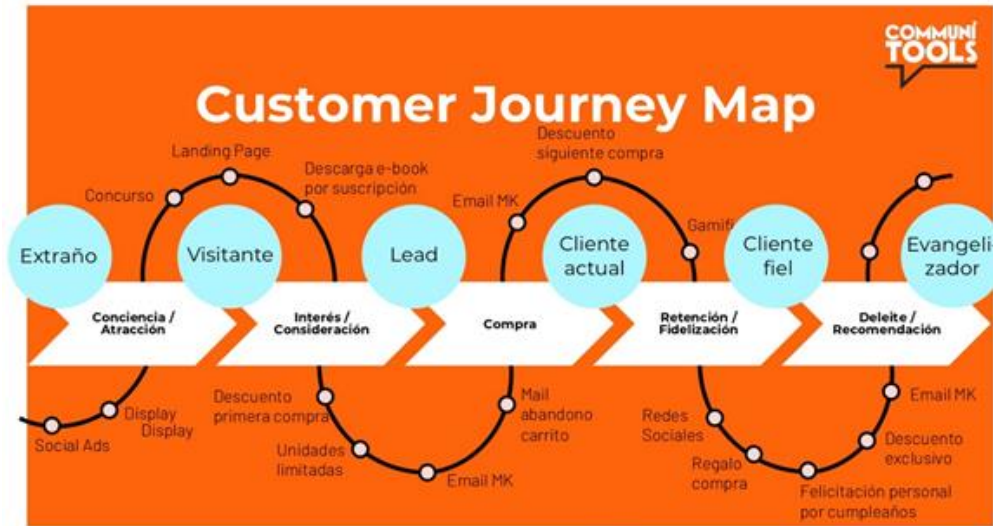 COMMUNÍ
TOOLS
Customer Journey Map
Landing Page
Concurso
Descarga e-book
por suscripción
Descuento
siguiente compra
Email MK
Gamifi
Extraño
Visitante
Lead
Cliente
actual
Cliente
fiel
Evangeli-
zador
Conciencia /
Atracción
Interés /
Consideración
Compra
Retención /
Fidelización
Deleite /
Recomendación
Social Ads
Display
Display
Descuento
primera compra
Unidades
limitadas
Email MK
Mail
abandono
carrito
Redes
Sociales
Regalo
compra
Felicitación personal
por cumpleaños
Descuento
exclusivo
Email MK